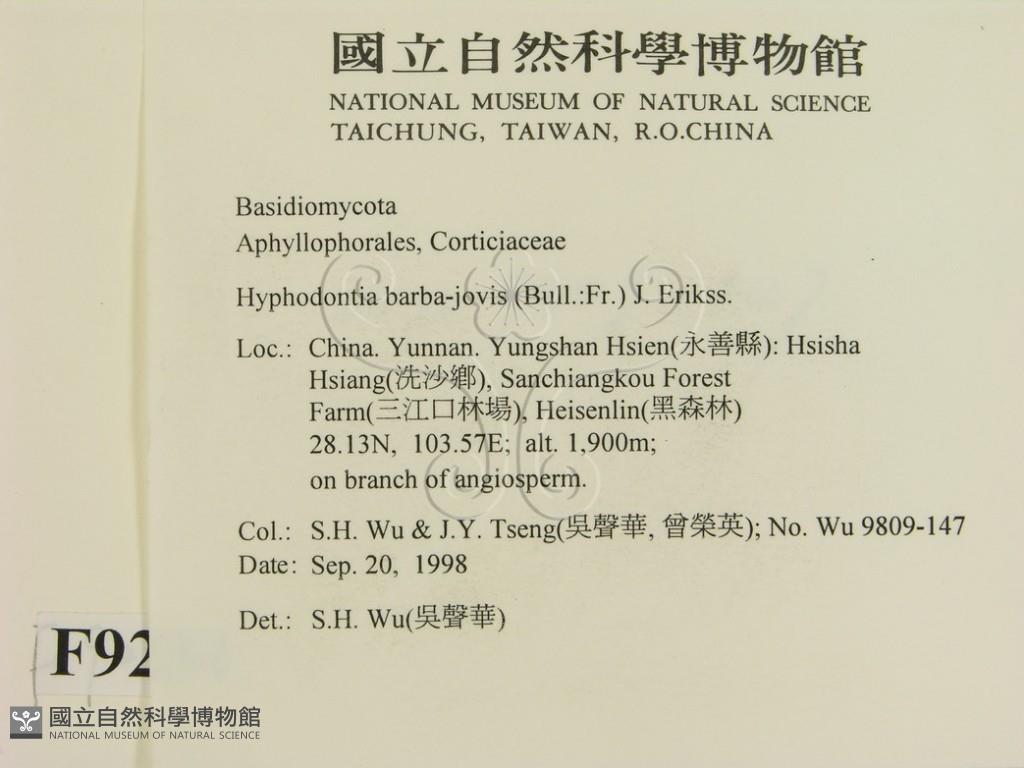 國立自然科學博物館
NATIONAL MUSEUM OF NATURAL SCIENCE
TAICHUNG, TAIWAN, R.O.CHINA
Basidiomycota
Aphyllophorales, Corticiaceae
Hyphodontia barba-jovis (Bull.:Fr.) J. Erikss.
Loc.: China. Yunnan. Yungshan Hsien(永善縣): Hsisha
Hsiang(洗沙鄉), Sanchiangkou Forest
Farm(三江口林場), Heisenlin(黑森林)
28.13N, 103.57E; alt. 1,900m;
on branch of angiosperm.
Col.: S.H. Wu & J.Y. Tseng(吳聲華, 曾榮英); No. Wu 9809-147
Date: Sep. 20, 1998
Det.: S.H. Wu(吳聲華)
F92
國立自然科學博物館
NATIONAL MUSEUM OF NATURAL SCIENCE